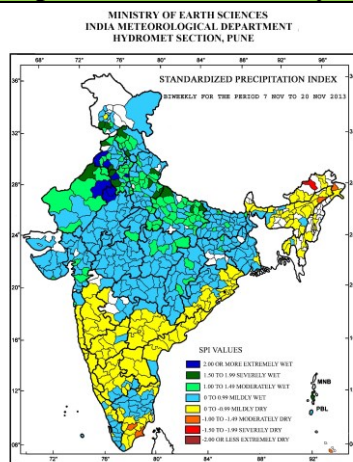 MINISTRY OF EARTH SCIENCES
INDIA METEOROLOGICAL DEPARTMENT
HYDROMET SECTION, PUNE
68° 72° 76° 80° 84° 88° 92° 96°
STANDARDIZED PRECIPITATION INDEX
BIWEEKLY FOR THE PERIOD 7 NOV TO 20 NOV 2013
36°
32°
28°
24°
20°
16°
12°
08°
SPI VALUES
2.00 OR MORE EXTREMELY WET
1.50 TO 1.99 SEVERELY WET
1.00 TO 1.49 MODERATELY WET
0 TO 0.99 MILDLY WET
0 TO -0.99 MILDLY DRY
-1.00 TO -1.49 MODERATELY DRY
-1.50 TO -1.99 SEVERELY DRY
-2.00 OR LESS EXTREMELY DRY
MNB
PBL
76° 80° 84° 88° 92°